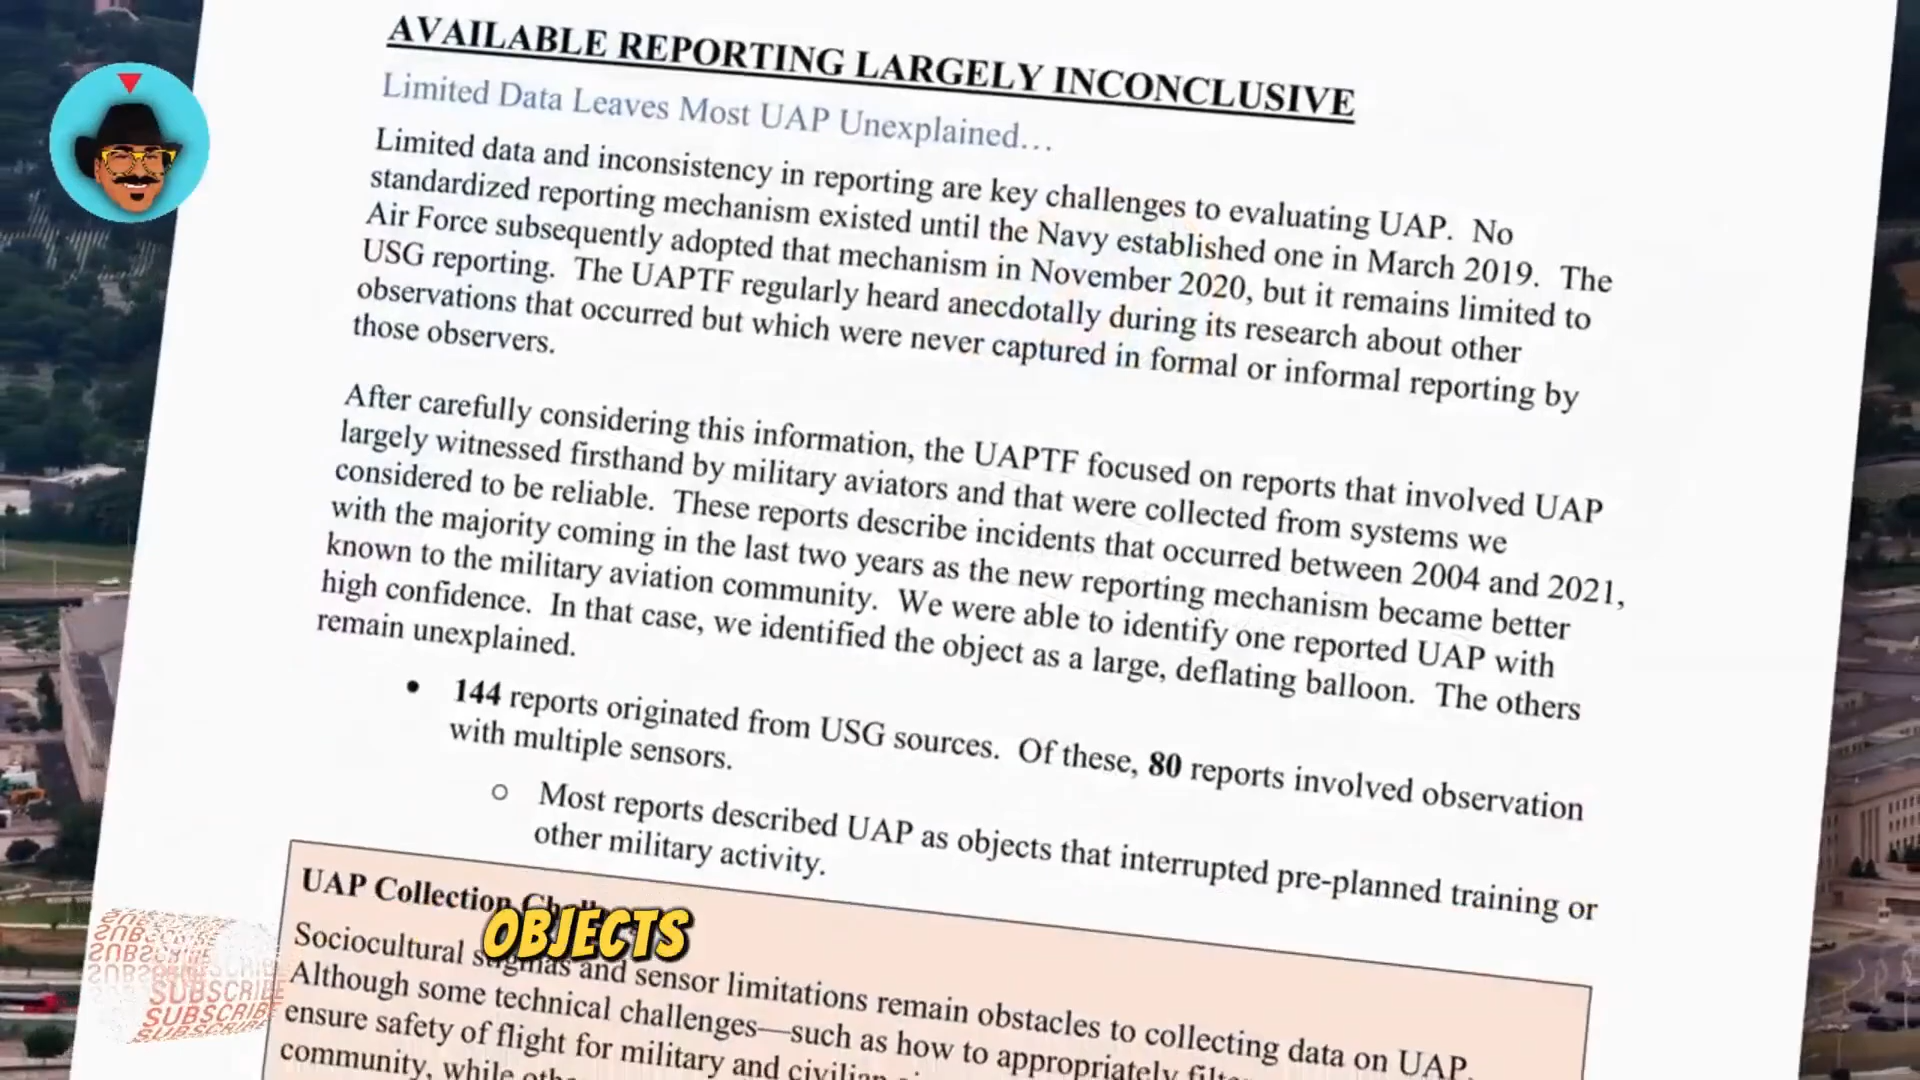 AVAILABLE REPORTING LARGELY INCONCLUSIVE
Limited Data Leaves Most UAP Unexplained…
Limited data and inconsistency in reporting are key challenges to evaluating UAP. No
standardized reporting mechanism existed until the Navy established one in March 2019. The
Air Force subsequently adopted that mechanism in November 2020, but it remains limited to
USG reporting. The UAPTF regularly heard anecdotally during its research about other
observations that occurred but which were never captured in formal or informal reporting by
those observers.
After carefully considering this information, the UAPTF focused on reports that involved UAP
largely witnessed firsthand by military aviators and that were collected from systems we
considered to be reliable. These reports describe incidents that occurred between 2004 and 2021,
with the majority coming in the last two years as the new reporting mechanism became better
known to the military aviation community. We were able to identify one reported UAP with
high confidence. In that case, we identified the object as a large, deflating balloon. The others
remain unexplained.
• 144 reports originated from USG sources. Of these, 80 reports involved observation
with multiple sensors.
o Most reports described UAP as objects that interrupted pre-planned training or
other military activity.
UAP Collection
OBJECTS
Sociocultural stigmas and sensor limitations remain obstacles to collecting data on UAP.
Although some technical challenges—such as how to appropriately
ensure safety of flight for military and civilian
community, while
SUBSCRIBE
SUBSCRIBE
SUBSCRIBE